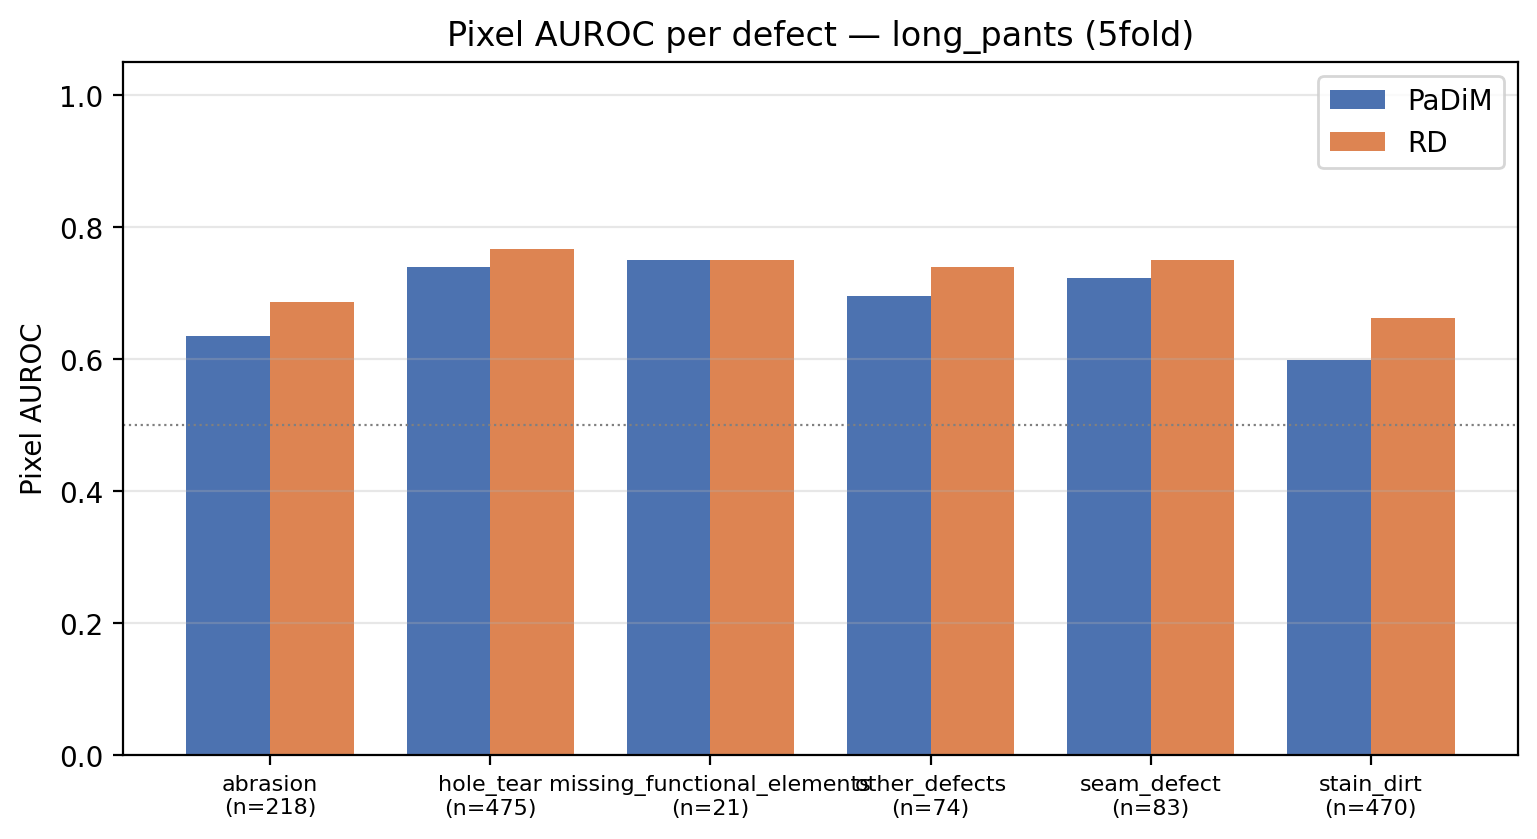 Pixel AUROC per defect — long_pants (5fold)
PaDiM
RD
Pixel AUROC
1.0
0.8
0.6
0.4
0.2
0.0
abrasion
(n=218)
hole_tear
(n=475)
missing_functional_elements
(n=21)
other_defects
(n=74)
seam_defect
(n=83)
stain_dirt
(n=470)